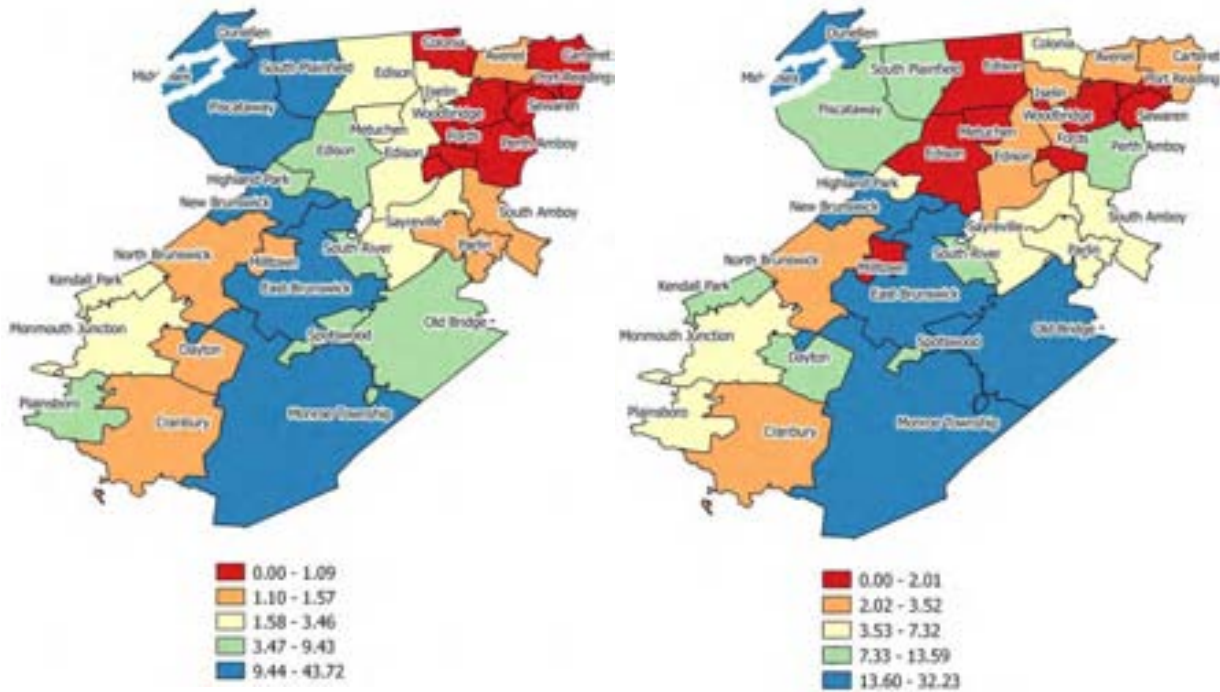 Dunellen
South Plainfield
Edison
Colonia
Avenel
Carteret
Port Reading
Iselin
Sewaren
Piscataway
Woodbridge
Metuchen
Fords
Perth Amboy
Edison
Edison
Highland Park
New Brunswick
South Amboy
Sayreville
Parlin
South River
North Brunswick
Milltown
Kendall Park
East Brunswick
Monmouth Junction
Old Bridge
Spotswood
Dayton
Plainsboro
Monroe Township
Cranbury
0.00 - 1.09
1.10 - 1.57
1.58 - 3.46
3.47 - 9.43
9.44 - 43.72
Dunellen
Colonia
Avenel
Carteret
South Plainfield
Edison
Port Reading
Iselin
Piscataway
Woodbridge
Sewaren
Metuchen
Fords
Perth Amboy
Edison
Edison
Highland Park
New Brunswick
South Amboy
Sayreville
Parlin
South River
North Brunswick
Milltown
Kendall Park
East Brunswick
Monmouth Junction
Old Bridge
Spotswood
Dayton
Plainsboro
Monroe Township
Cranbury
0.00 - 2.01
2.02 - 3.52
3.53 - 7.32
7.33 - 13.59
13.60 - 32.23